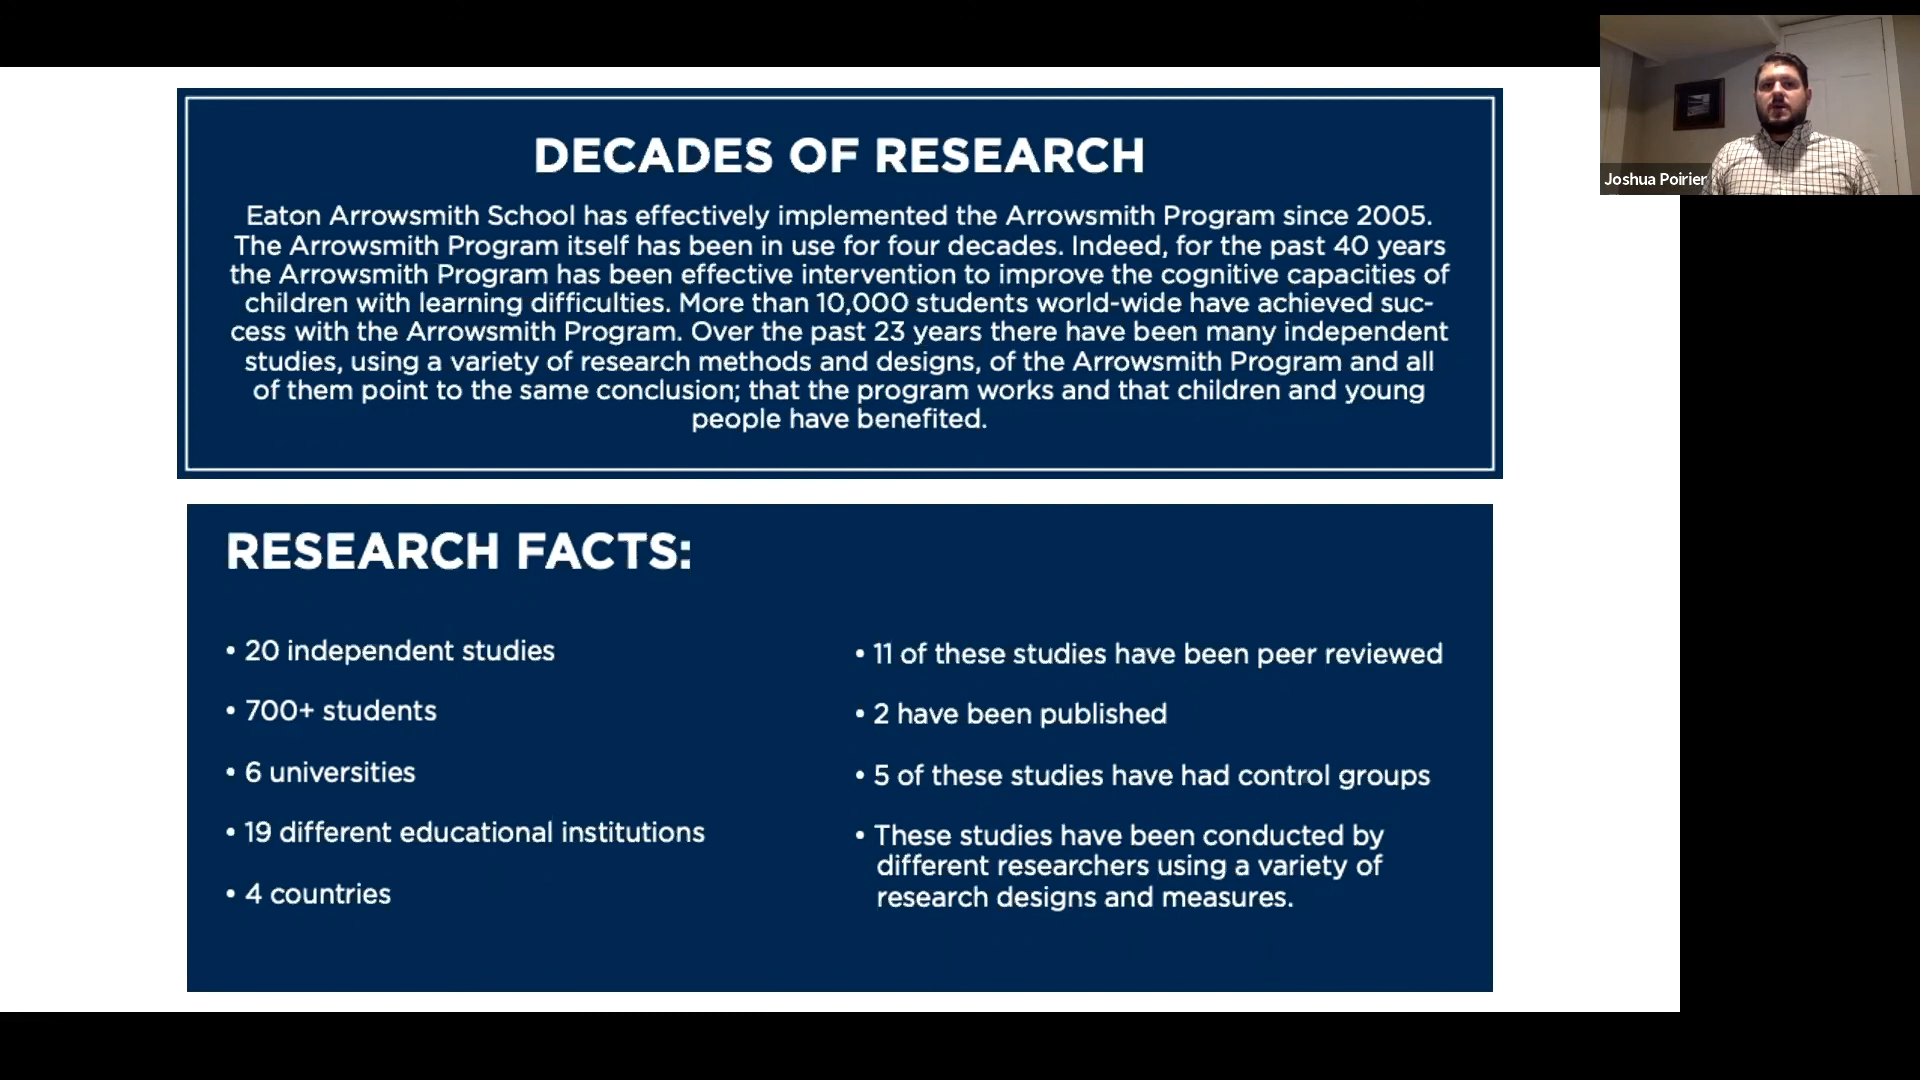 DECADES OF RESEARCH
Eaton Arrowsmith School has effectively implemented the Arrowsmith Program since 2005.
The Arrowsmith Program itself has been in use for four decades. Indeed, for the past 40 years
the Arrowsmith Program has been effective intervention to improve the cognitive capacities of
children with learning difficulties. More than 10,000 students world-wide have achieved suc-
cess with the Arrowsmith Program. Over the past 23 years there have been many independent
studies, using a variety of research methods and designs, of the Arrowsmith Program and all
of them point to the same conclusion; that the program works and that children and young
people have benefited.
Joshua Poirier
RESEARCH FACTS:
• 20 independent studies
• 700+ students
• 6 universities
• 19 different educational institutions
• 4 countries
• 11 of these studies have been peer reviewed
• 2 have been published
• 5 of these studies have had control groups
• These studies have been conducted by
different researchers using a variety of
research designs and measures.